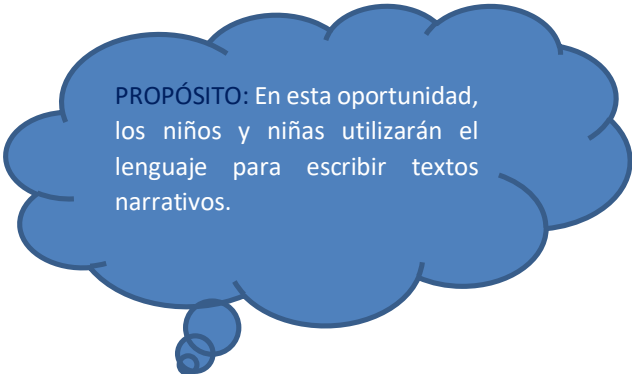 PROPÓSITO: En esta oportunidad,
los niños y niñas utilizarán el
lenguaje para escribir textos
narrativos.